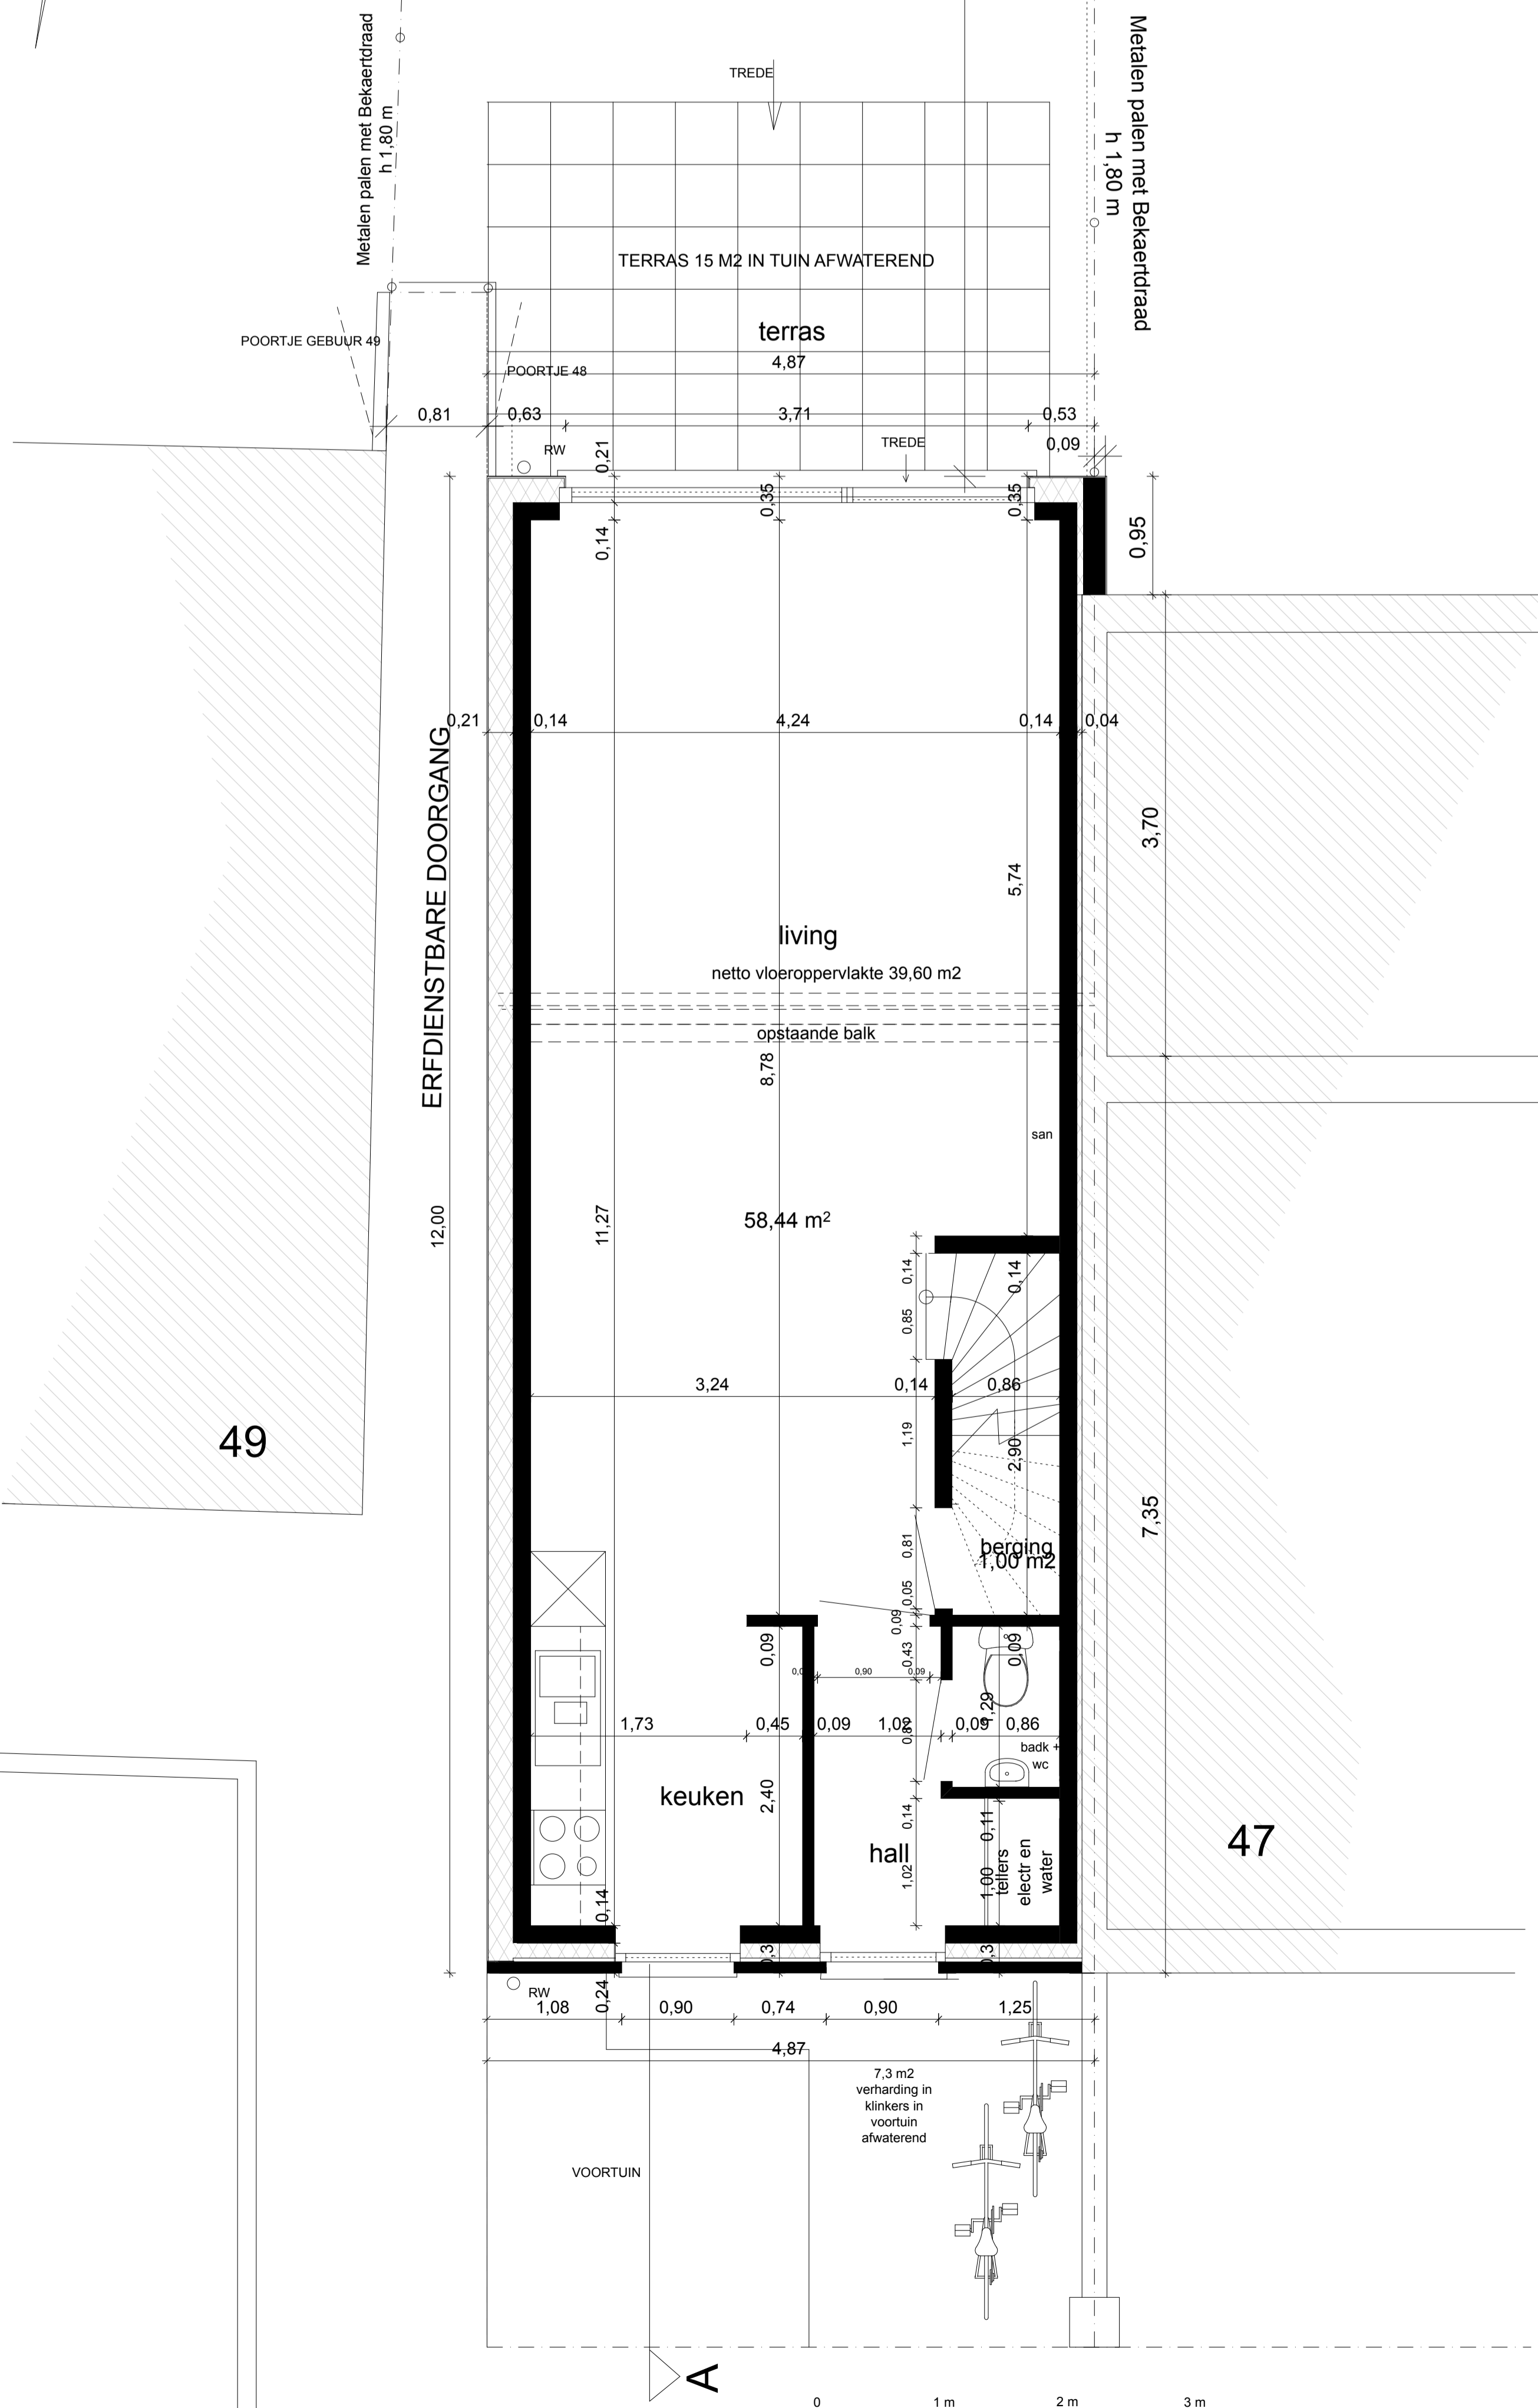 Metalen palen met Bekaertdraad
h 1,80 m
Metalen palen met Bekaertdraad
h 1,80 m
TREDE
TERRAS 15 M2 IN TUIN AFWATEREND
terras
4,87
POORTJE GEBUUR 49
POORTJE 48
0,81
0,63
3,71
0,53
0,09
RW
0,21
TREDE
0,35
0,35
0,14
0,95
0,21
0,14
4,24
0,14
0,04
ERFDIENSTBARE DOORGANG
3,70
5,74
living
netto vloeroppervlakte 39,60 m2
opstaande balk
8,78
san
12,00
11,27
58,44 m2
0,14
0,14
0,85
3,24
0,14
0,86
49
1,19
2,90
7,35
0,81
berging
1,00 m2
0,05
0,09
0,09
0,43
0,09
0,90
0,09
1,73
0,45
0,09
1,02
0,09
0,86
0,81
1,29
badk +
wc
keuken
2,40
0,14
0,11
hall
47
1,02
1,00
tellers
electr en
water
0,14
RW
0,24
1,08
0,90
0,74
0,90
1,25
4,87
7,3 m2
verharding in
klinkers in
voortuin
afwaterend
VOORTUIN
A
0
1 m
2 m
3 m